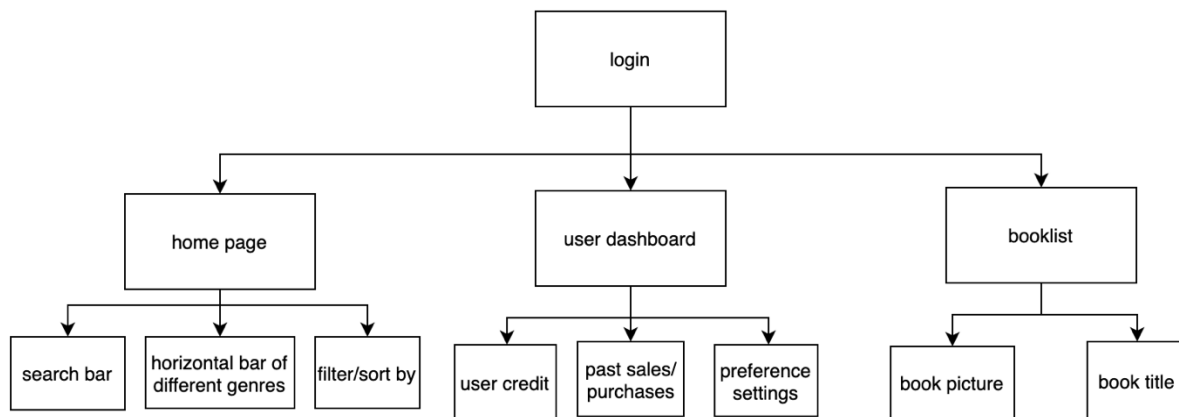 login
home page
user dashboard
booklist
search bar
horizontal bar of
different genres
filter/sort by
user credit
past sales/
purchases
preference
settings
book picture
book title